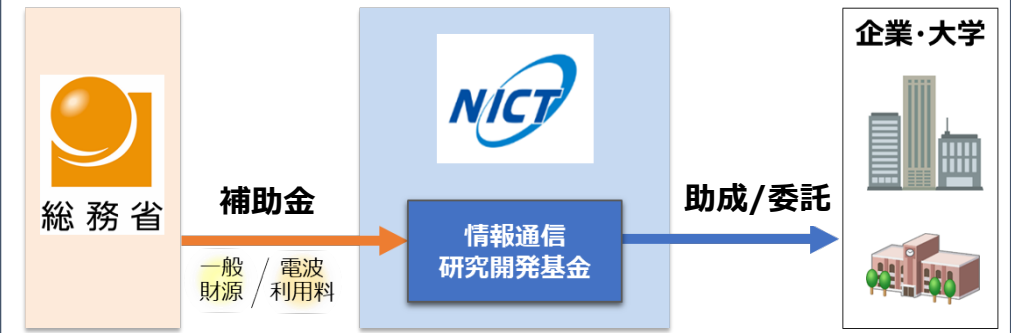 総務省
補助金
一般
財源
/
電波
利用料
NICT
情報通信
研究開発基金
助成/委託
企業・大学